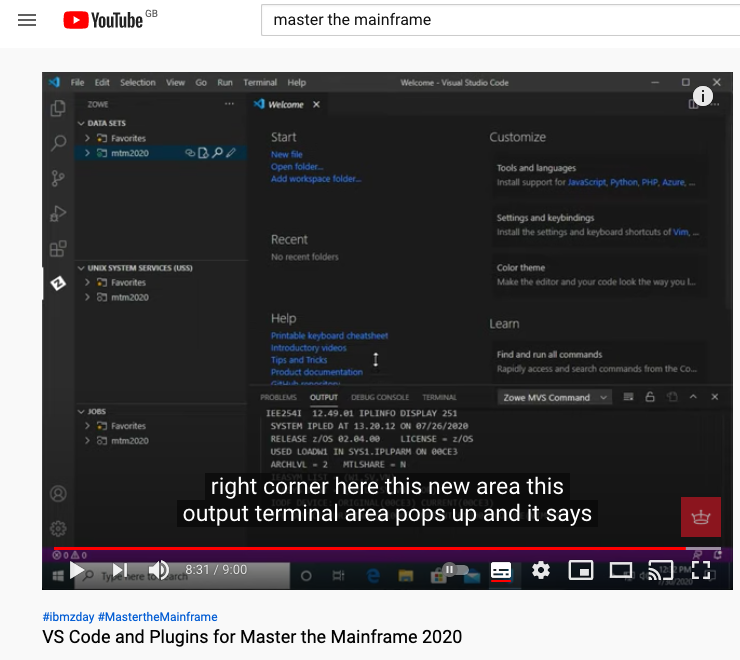 YouTube GB
master the mainframe
File Edit Selection View Go Run Terminal Help
Welcome - Visual Studio Code
ZOWE
DATA SETS
Favorites
mtm2020
UNIX SYSTEM SERVICES (USS)
Favorites
mtm2020
JOBS
Favorites
mtm2020
Welcome
Start
New file
Open folder...
Add workspace folder...
Recent
No recent folders
Help
Printable keyboard cheatsheet
Introductory videos
Tips and Tricks
Product documentation
GitHub repository
Customize
Tools and languages
Install support for JavaScript, Python, PHP, Azure, ...
Settings and keybindings
Install the settings and keyboard shortcuts of Vim, ...
Color theme
Make the editor and your code look the way you l...
Learn
Find and run all commands
Rapidly access and search commands from the Co...
PROBLEMS OUTPUT DEBUG CONSOLE TERMINAL
Zowe MVS Command
IEE254I 12.49.01 IPLINFO DISPLAY 251
SYSTEM IPLED AT 13.20.12 ON 07/26/2020
RELEASE z/OS 02.04.00 LICENSE = z/OS
USED LOADW1 IN SYS1.IPLPARM ON 00CE3
ARCHLVL = 2 MTLSHARE = N
right corner here this new area this
output terminal area pops up and it says
0 0
Type here to search
8:31 / 9:00
#ibmzday #MastertheMainframe
VS Code and Plugins for Master the Mainframe 2020